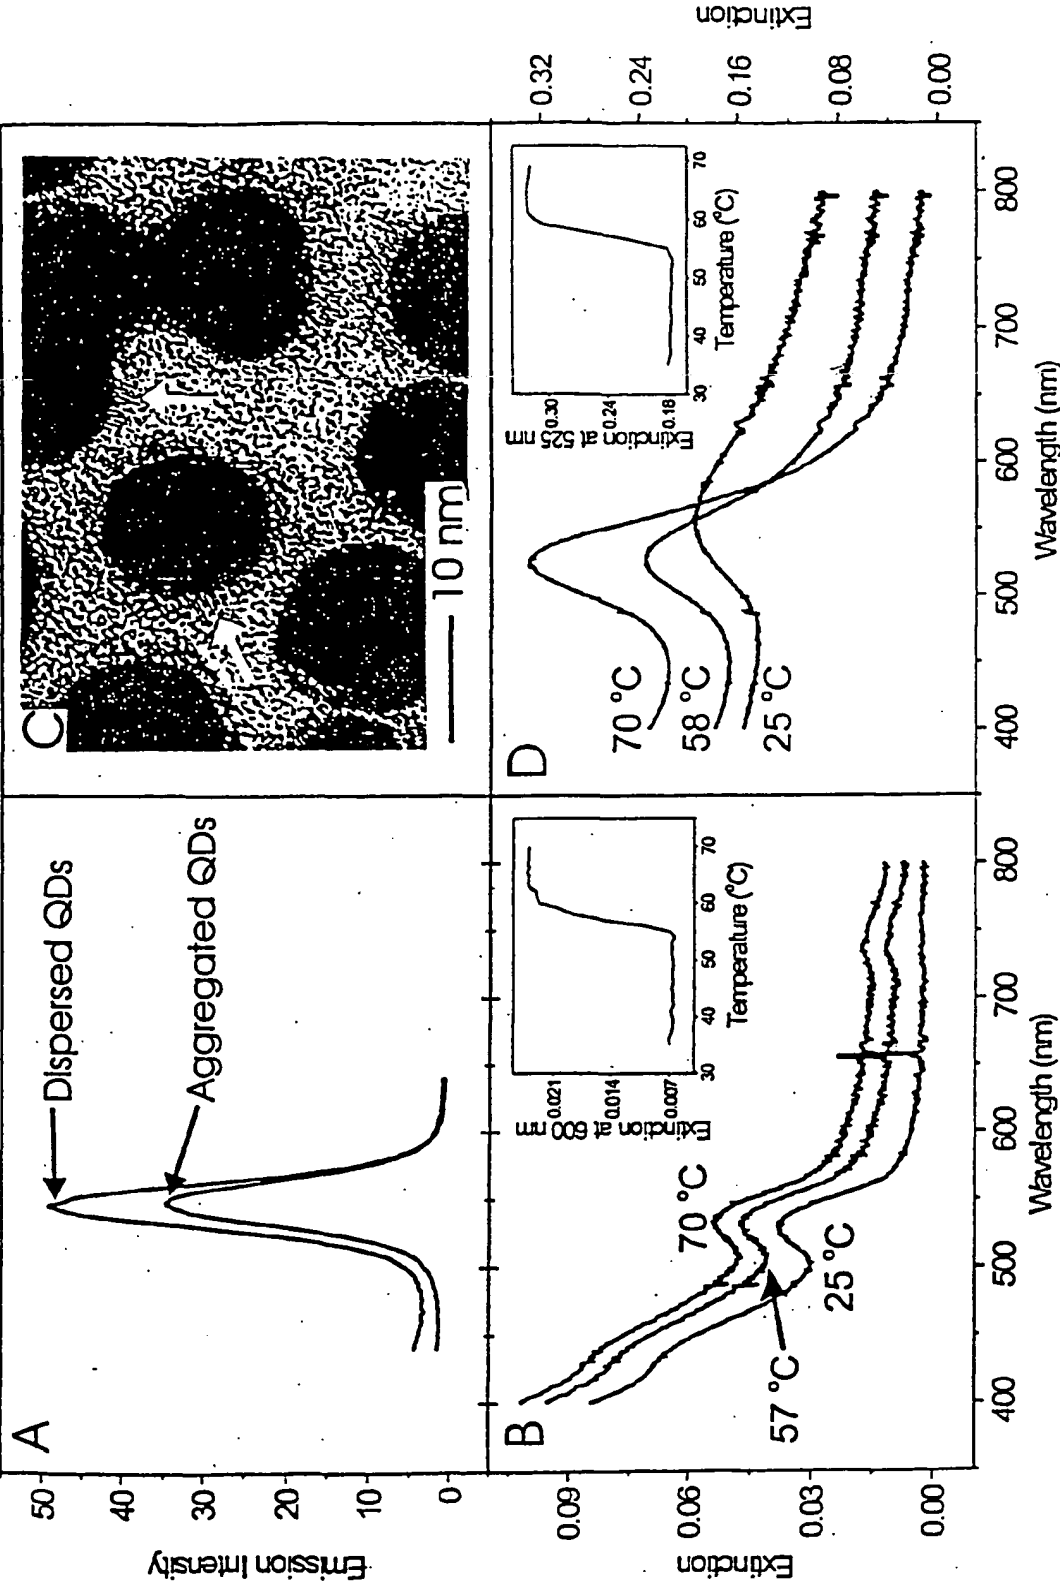 A
Dispersed QDs
Aggregated QDs
50
40
30
20
10
0
Emission Intensity
C
10 nm
B
70 °C
57 °C
25 °C
0.09
0.06
0.03
0.00
Extinction
400
500
600
700
800
Wavelength (nm)
Extinction at 600 nm
0.021
0.014
0.007
30
40
50
60
70
Temperature (°C)
D
70 °C
58 °C
25 °C
0.32
0.24
0.16
0.08
0.00
Extinction
400
500
600
700
800
Wavelength (nm)
Extinction at 525 nm
0.30
0.24
0.18
30
40
50
60
70
Temperature (°C)